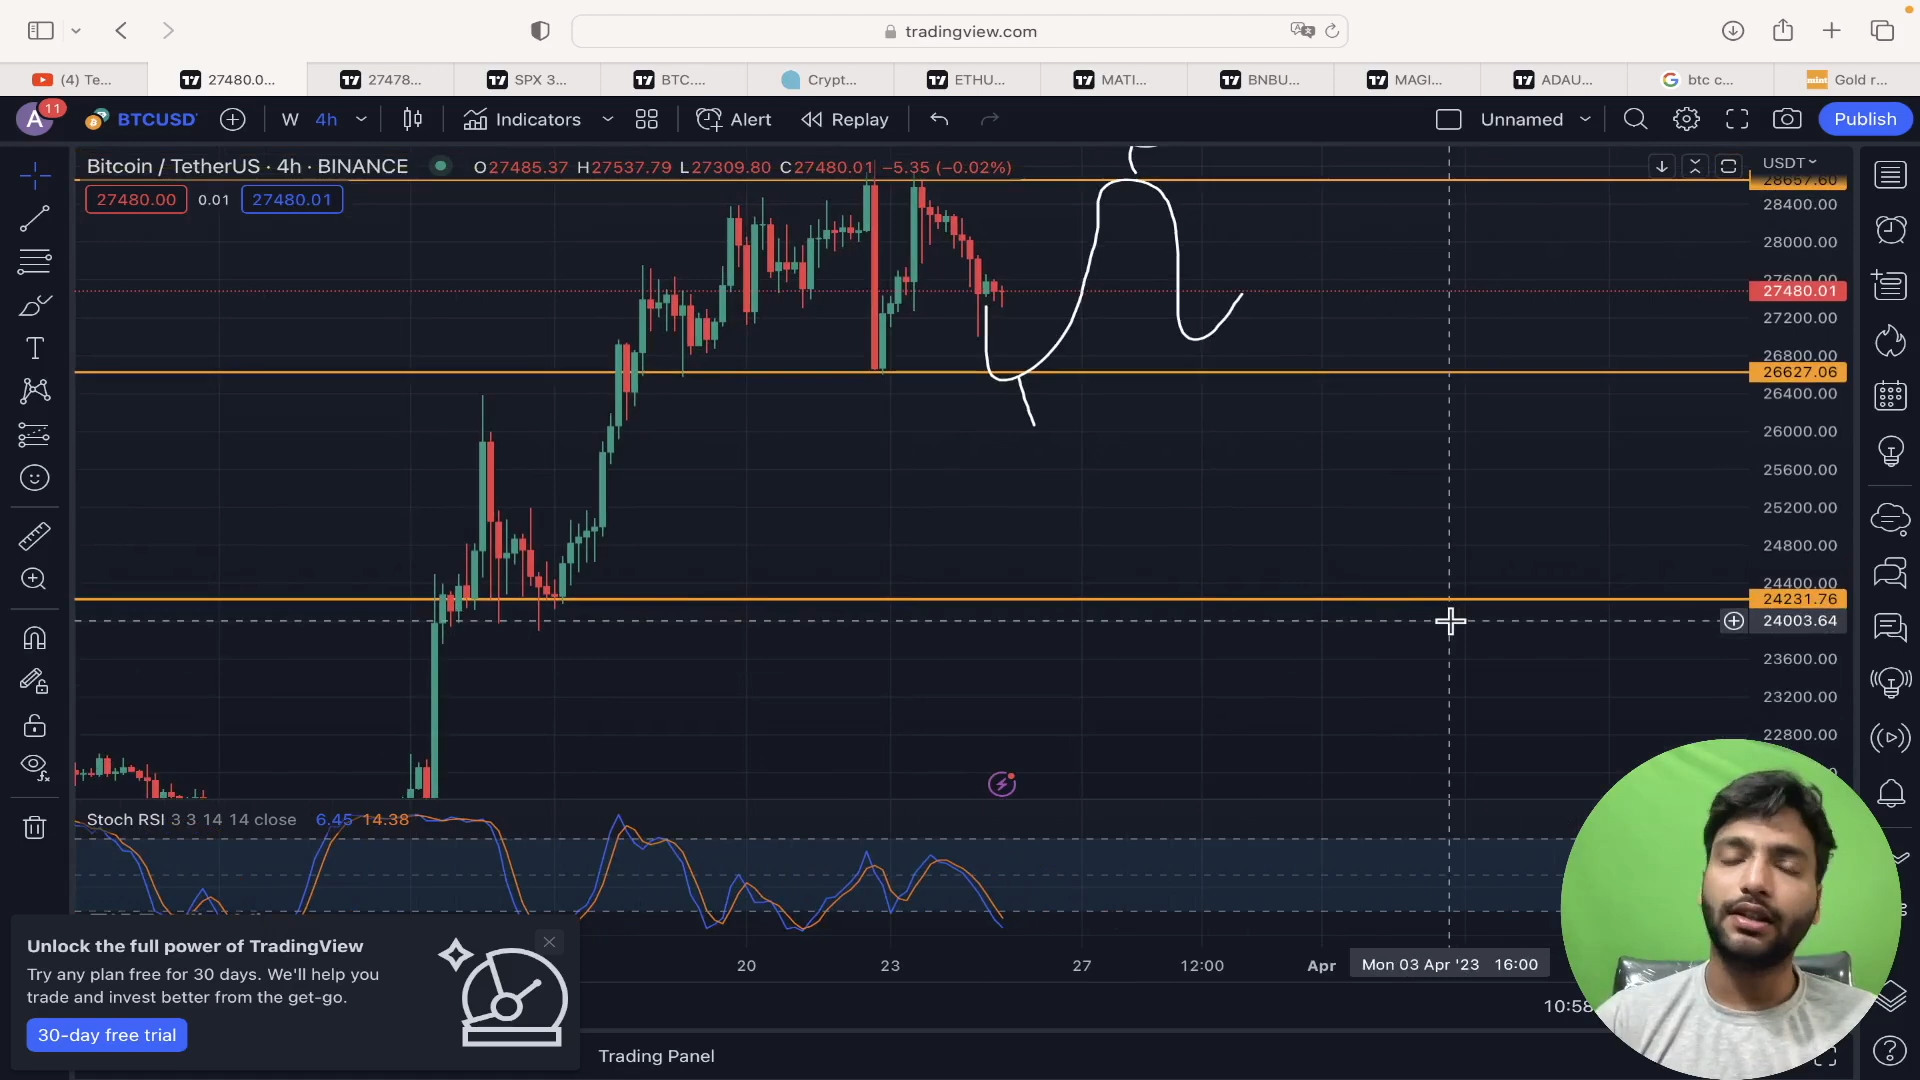 tradingview.com
(4) Te...
27480.0...
27478...
SPX 3...
BTC....
Crypt...
ETHU...
MATI...
BNBU...
MAGI...
ADAU...
btc c...
mint
Gold r...
A
11
BTCUSD
W
4h
Indicators
Alert
Replay
Unnamed
Publish
Bitcoin / TetherUS · 4h · BINANCE
O27485.37 H27537.79 L27309.80 C27480.01 −5.35 (−0.02%)
27480.00
0.01
27480.01
USDT
28657.60
28400.00
28000.00
27600.00
27480.01
27200.00
26800.00
26627.06
26400.00
26000.00
25600.00
25200.00
24800.00
24400.00
24231.76
24003.64
23600.00
23200.00
22800.00
Stoch RSI 3 3 14 14 close 6.45 14.38
Unlock the full power of TradingView
Try any plan free for 30 days. We'll help you
trade and invest better from the get-go.
30-day free trial
20
23
27
12:00
Apr
Mon 03 Apr '23 16:00
10:58
Trading Panel